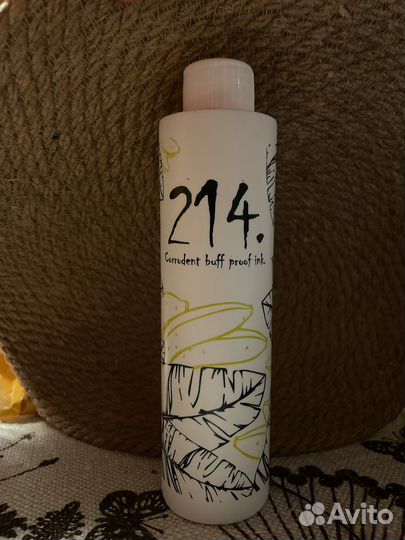 214.
Corrodent buff proof ink.
Avito